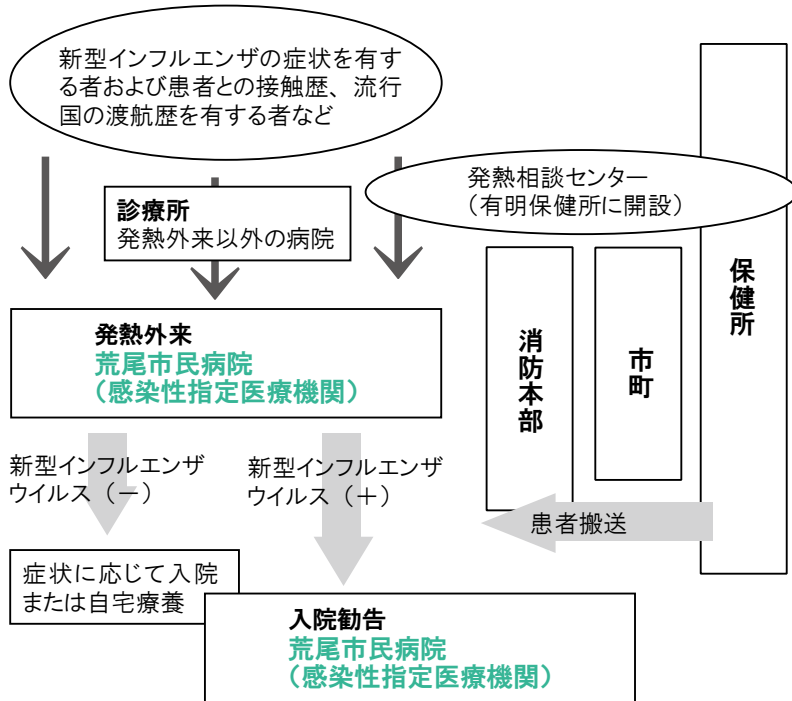 新型インフルエンザの症状を有す
る者および患者との接触歴、流行
国の渡航歴を有する者など
発熱相談センター
（有明保健所に開設）
診療所
発熱外来以外の病院
保健所
消防本部
市町
発熱外来
荒尾市民病院
（感染性指定医療機関）
新型インフルエンザ
ウイルス（－）
新型インフルエンザ
ウイルス（＋）
患者搬送
症状に応じて入院
または自宅療養
入院勧告
荒尾市民病院
（感染性指定医療機関）